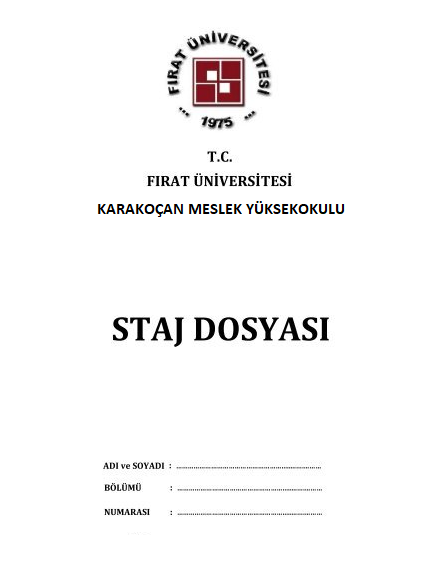 FIRAT ÜNİVERSİTESİ
... 1975 ...
T.C.
FIRAT ÜNİVERSİTESİ
KARAKOÇAN MESLEK YÜKSEKOKULU
STAJ DOSYASI
ADI ve SOYADI : ................................................................
BÖLÜMÜ : ................................................................
NUMARASI : ................................................................